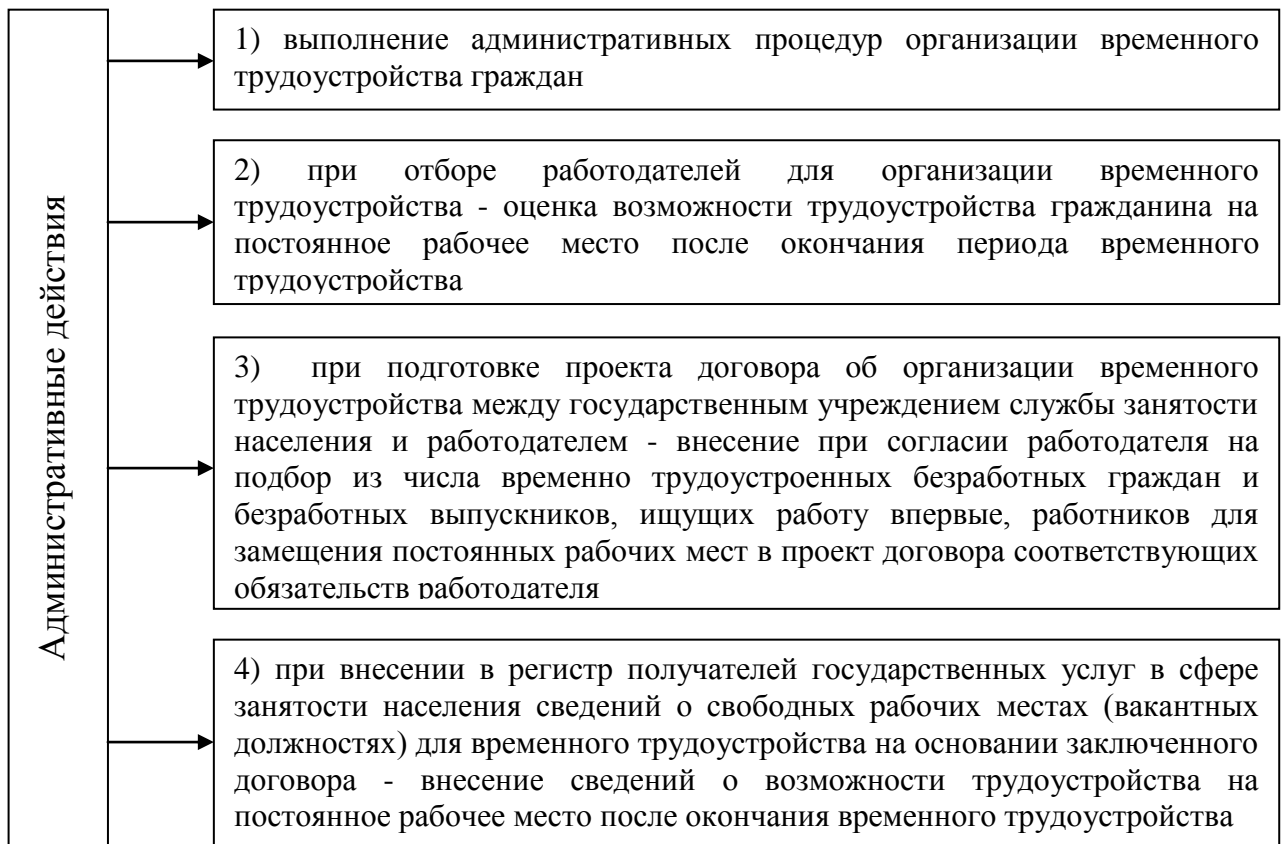 Административные действия
1) выполнение административных процедур организации временного
трудоустройства граждан
2) при отборе работодателей для организации временного
трудоустройства - оценка возможности трудоустройства гражданина на
постоянное рабочее место после окончания периода временного
трудоустройства
3) при подготовке проекта договора об организации временного
трудоустройства между государственным учреждением службы занятости
населения и работодателем - внесение при согласии работодателя на
подбор из числа временно трудоустроенных безработных граждан и
безработных выпускников, ищущих работу впервые, работников для
замещения постоянных рабочих мест в проект договора соответствующих
обязательств работодателя
4) при внесении в регистр получателей государственных услуг в сфере
занятости населения сведений о свободных рабочих местах (вакантных
должностях) для временного трудоустройства на основании заключенного
договора - внесение сведений о возможности трудоустройства на
постоянное рабочее место после окончания временного трудоустройства